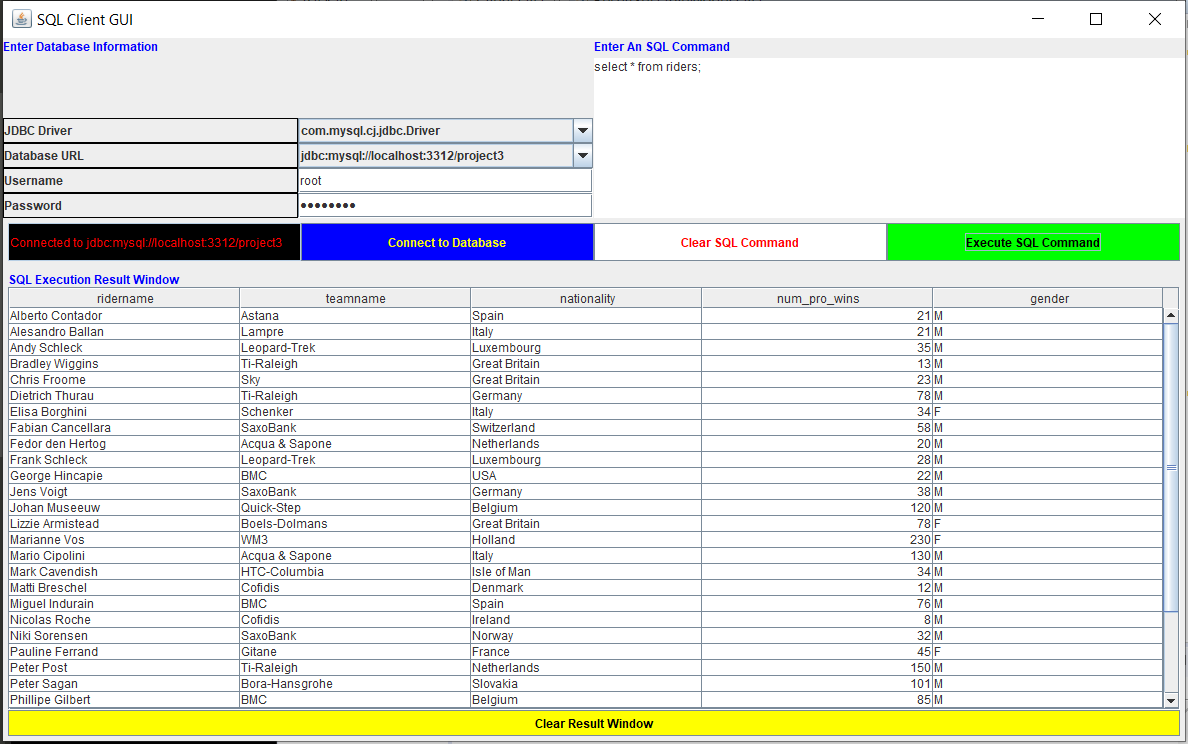 SQL Client GUI
Enter Database Information
Enter An SQL Command
select * from riders;
JDBC Driver com.mysql.cj.jdbc.Driver
Database URL jdbc:mysql://localhost:3312/project3
Username root
Password ••••••••
Connected to jdbc:mysql://localhost:3312/project3 Connect to Database Clear SQL Command Execute SQL Command
SQL Execution Result Window
ridername teamname nationality num_pro_wins gender
Alberto Contador Astana Spain 21 M
Alesandro Ballan Lampre Italy 21 M
Andy Schleck Leopard-Trek Luxembourg 35 M
Bradley Wiggins Ti-Raleigh Great Britain 13 M
Chris Froome Sky Great Britain 23 M
Dietrich Thurau Ti-Raleigh Germany 78 M
Elisa Borghini Schenker Italy 34 F
Fabian Cancellara SaxoBank Switzerland 58 M
Fedor den Hertog Acqua & Sapone Netherlands 20 M
Frank Schleck Leopard-Trek Luxembourg 28 M
George Hincapie BMC USA 22 M
Jens Voigt SaxoBank Germany 38 M
Johan Museeuw Quick-Step Belgium 120 M
Lizzie Armistead Boels-Dolmans Great Britain 78 F
Marianne Vos WM3 Holland 230 F
Mario Cipolini Acqua & Sapone Italy 130 M
Mark Cavendish HTC-Columbia Isle of Man 34 M
Matti Breschel Cofidis Denmark 12 M
Miguel Indurain BMC Spain 76 M
Nicolas Roche Cofidis Ireland 8 M
Niki Sorensen SaxoBank Norway 32 M
Pauline Ferrand Gitane France 45 F
Peter Post Ti-Raleigh Netherlands 150 M
Peter Sagan Bora-Hansgrohe Slovakia 101 M
Phillipe Gilbert BMC Belgium 85 M
Clear Result Window